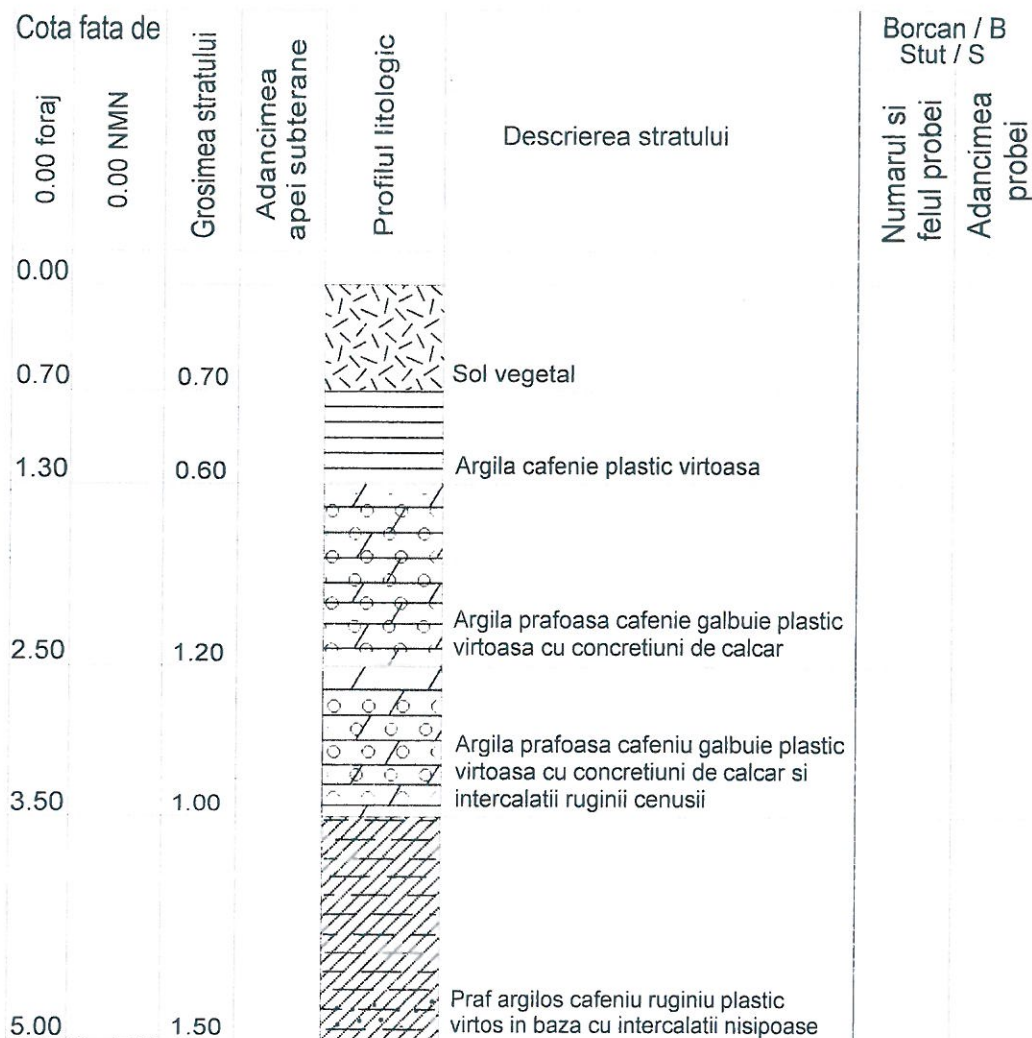 Cota fata de
0.00 foraj
0.00 NMN
Grosimea stratului
Adancimea
apei subterane
Profilul litologic
Descrierea stratului
Borcan / B
Stut / S
Numarul si
felul probei
Adancimea
probei
0.00
0.70 0.70 Sol vegetal
1.30 0.60 Argila cafenie plastic virtoasa
Argila prafoasa cafenie galbuie plastic
2.50 1.20 virtoasa cu concretiuni de calcar
Argila prafoasa cafeniu galbuie plastic
virtoasa cu concretiuni de calcar si
3.50 1.00 intercalatii ruginii cenusii
Praf argilos cafeniu ruginiu plastic
5.00 1.50 virtos in baza cu intercalatii nisipoase